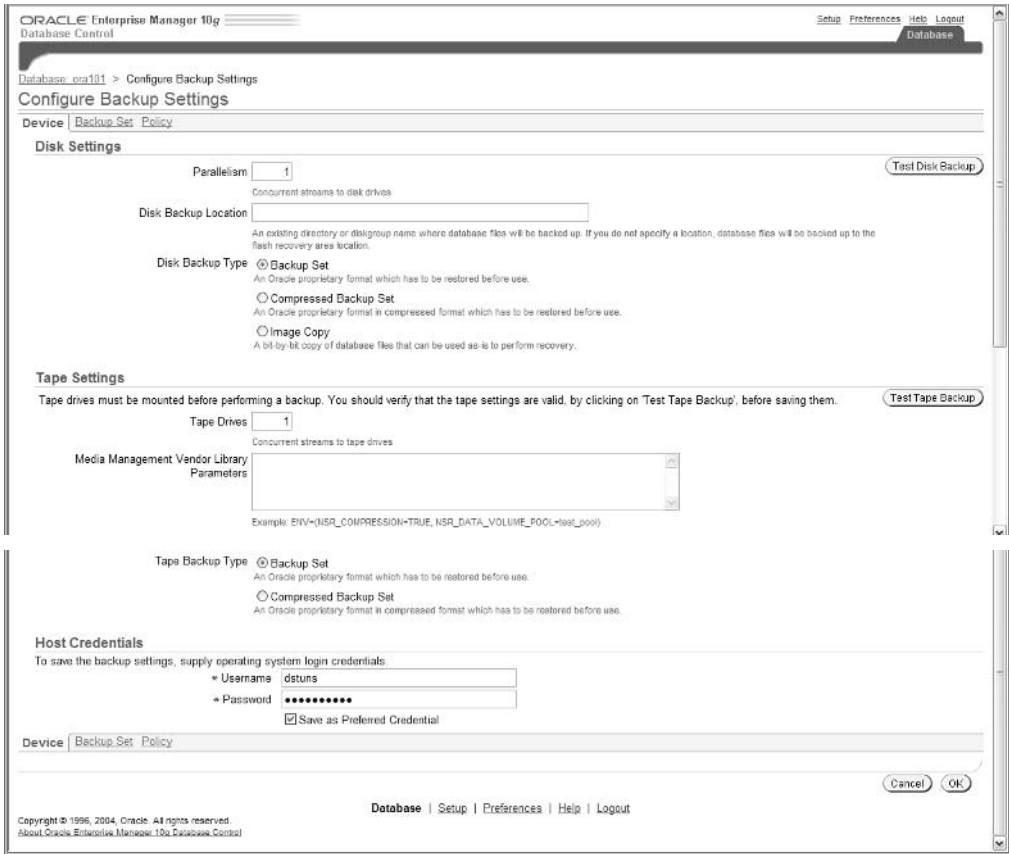 ORACLE Enterprise Manager 10g
Database Control
Setup Preferences Help Logout
Database
Database: ora101 > Configure Backup Settings
Configure Backup Settings
Device Backup Set Policy
Disk Settings
Test Disk Backup
Parallelism 1
Concurrent streams to disk drives
Disk Backup Location
An existing directory or diskgroup name where database files will be backed up. If you do not specify a location, database files will be backed up to the
flash recovery area location.
Disk Backup Type Backup Set
An Oracle proprietary format which has to be restored before use.
Compressed Backup Set
An Oracle proprietary format in compressed format which has to be restored before use.
Image Copy
A bit-by-bit copy of database files that can be used as-is to perform recovery.
Tape Settings
Tape drives must be mounted before performing a backup. You should verify that the tape settings are valid, by clicking on 'Test Tape Backup', before saving them.
Test Tape Backup
Tape Drives 1
Concurrent streams to tape drives
Media Management Vendor Library
Parameters
Example: ENV=(NSR_COMPRESSION=TRUE, NSR_DATA_VOLUME_POOL=test_pool)
Tape Backup Type Backup Set
An Oracle proprietary format which has to be restored before use.
Compressed Backup Set
An Oracle proprietary format in compressed format which has to be restored before use.
Host Credentials
To save the backup settings, supply operating system login credentials
* Username dstuns
* Password ••••••••••
Save as Preferred Credential
Device Backup Set Policy
Cancel OK
Database | Setup | Preferences | Help | Logout
Copyright © 1996, 2004, Oracle. All rights reserved.
About Oracle Enterprise Manager 10g Database Control